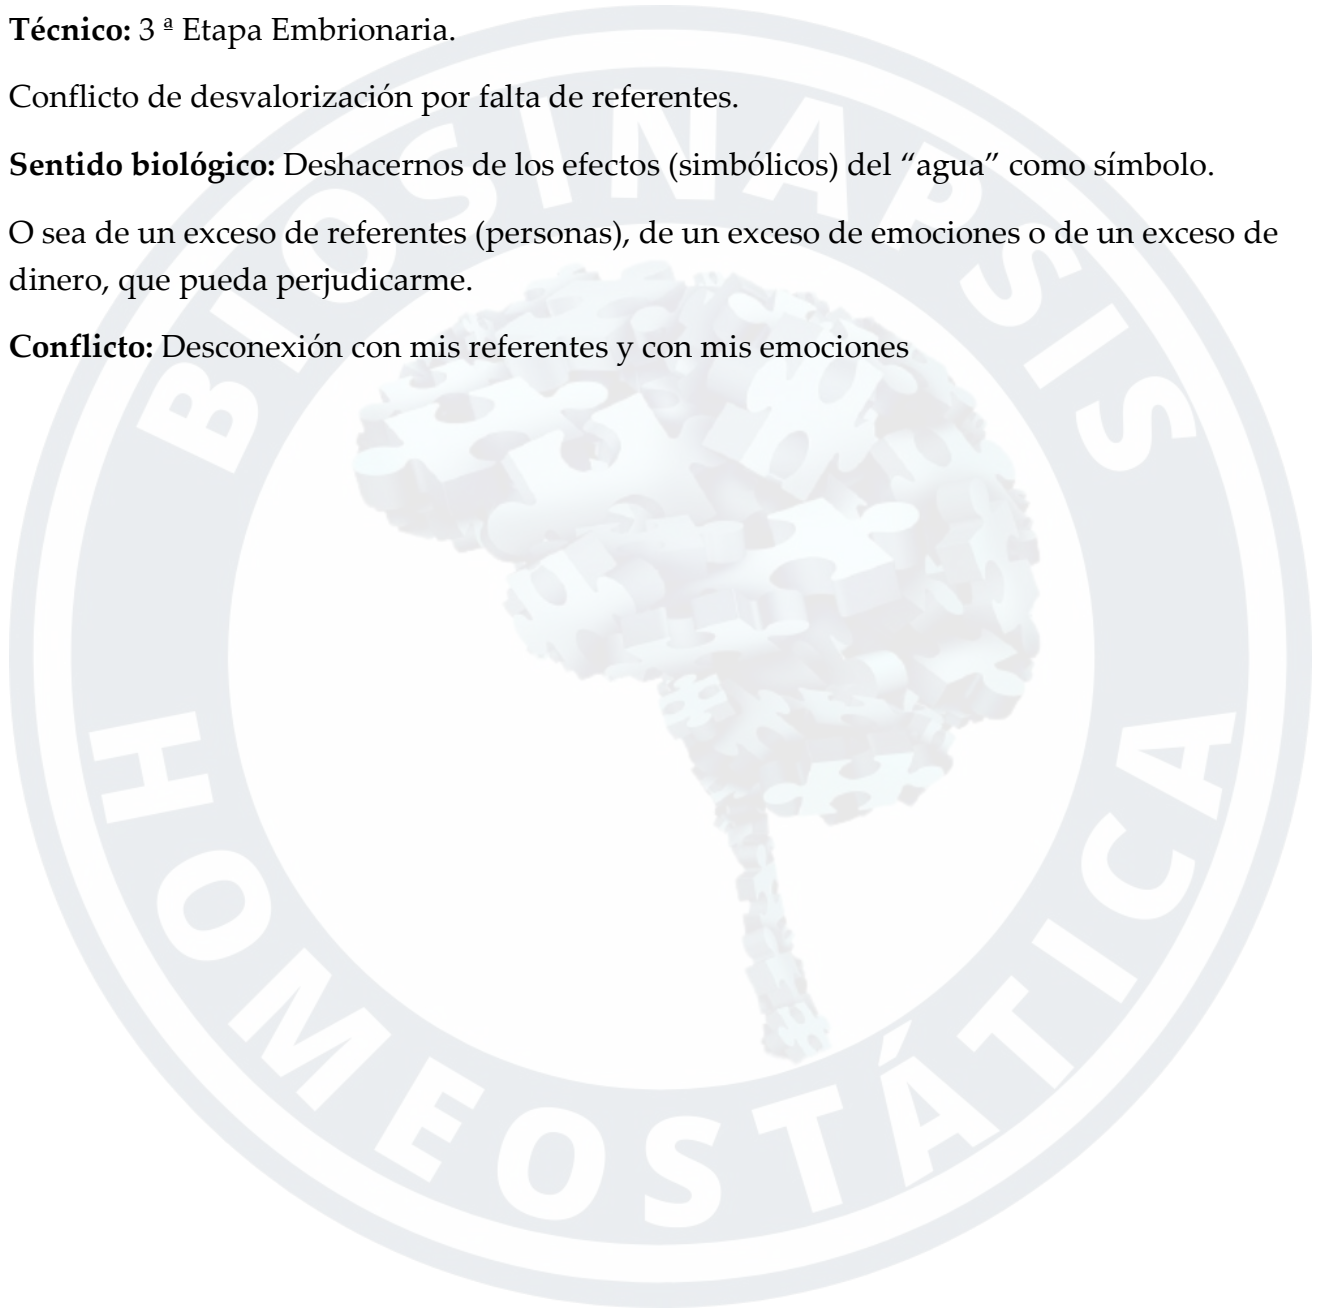 Técnico: 3 ª Etapa Embrionaria.
Conflicto de desvalorización por falta de referentes.
Sentido biológico: Deshacernos de los efectos (simbólicos) del “agua” como símbolo.
O sea de un exceso de referentes (personas), de un exceso de emociones o de un exceso de
dinero, que pueda perjudicarme.
Conflicto: Desconexión con mis referentes y con mis emociones
BIOSINAPSIS
HOMEOSTÁTICA